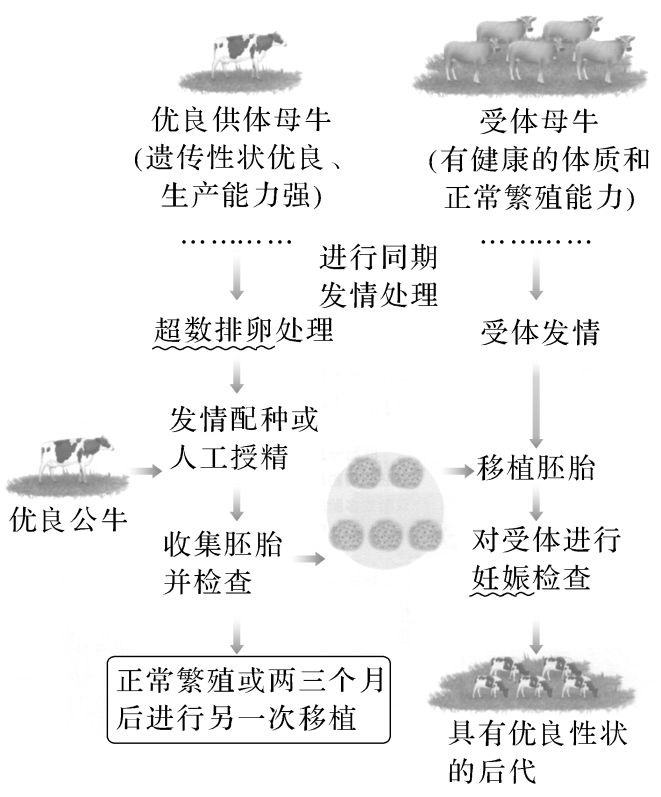 优良供体母牛
(遗传性状优良、
生产能力强)
受体母牛
(有健康的体质和
正常繁殖能力)
进行同期
发情处理
超数排卵处理
受体发情
发情配种或
人工授精
优良公牛
移植胚胎
收集胚胎
并检查
对受体进行
妊娠检查
正常繁殖或两三个月
后进行另一次移植
具有优良性状
的后代